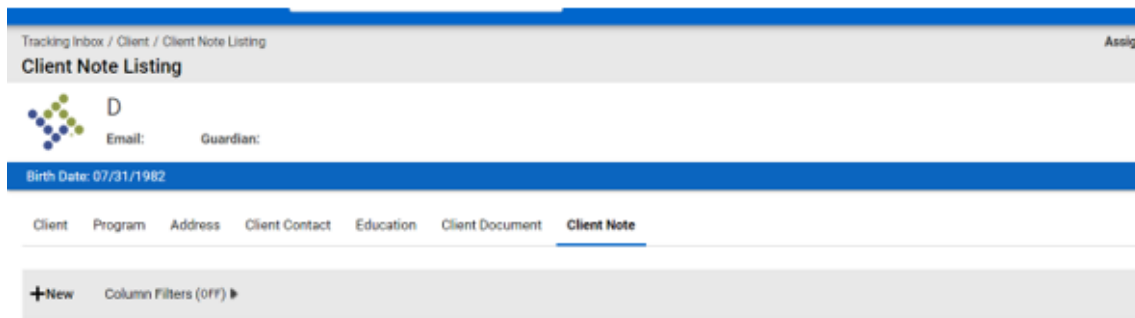 Tracking Inbox / Client / Client Note Listing
Client Note Listing
D
Email: Guardian:
Birth Date: 07/31/1982
Client Program Address Client Contact Education Client Document Client Note
+New Column Filters (OFF)